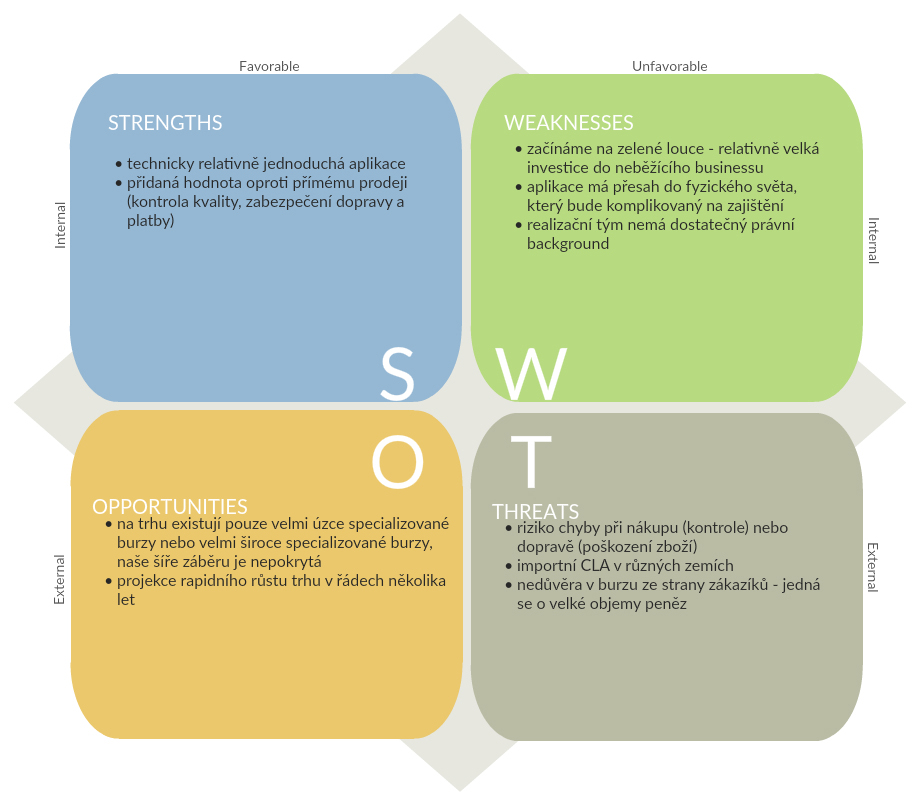 Favorable
Unfavorable
Internal
STRENGTHS
• technicky relativně jednoduchá aplikace
• přidaná hodnota oproti přímému prodeji
(kontrola kvality, zabezpečení dopravy a
platby)
S
WEAKNESSES
• začínáme na zelené louce - relativně velká
investice do neběžícího businessu
• aplikace má přesah do fyzického světa,
který bude komplikovaný na zajištění
• realizační tým nemá dostatečný právní
background
W
Internal
External
O
OPPORTUNITIES
• na trhu existují pouze velmi úzce specializované
burzy nebo velmi široce specializované burzy,
naše šíře záběru je nepokrytá
• projekce rapidního růstu trhu v řádech několika
let
T
THREATS
• riziko chyby při nákupu (kontrole) nebo
dopravě (poškození zboží)
• importní CLA v různých zemích
• nedůvěra v burzu ze strany zákazíků - jedná
se o velké objemy peněz
External